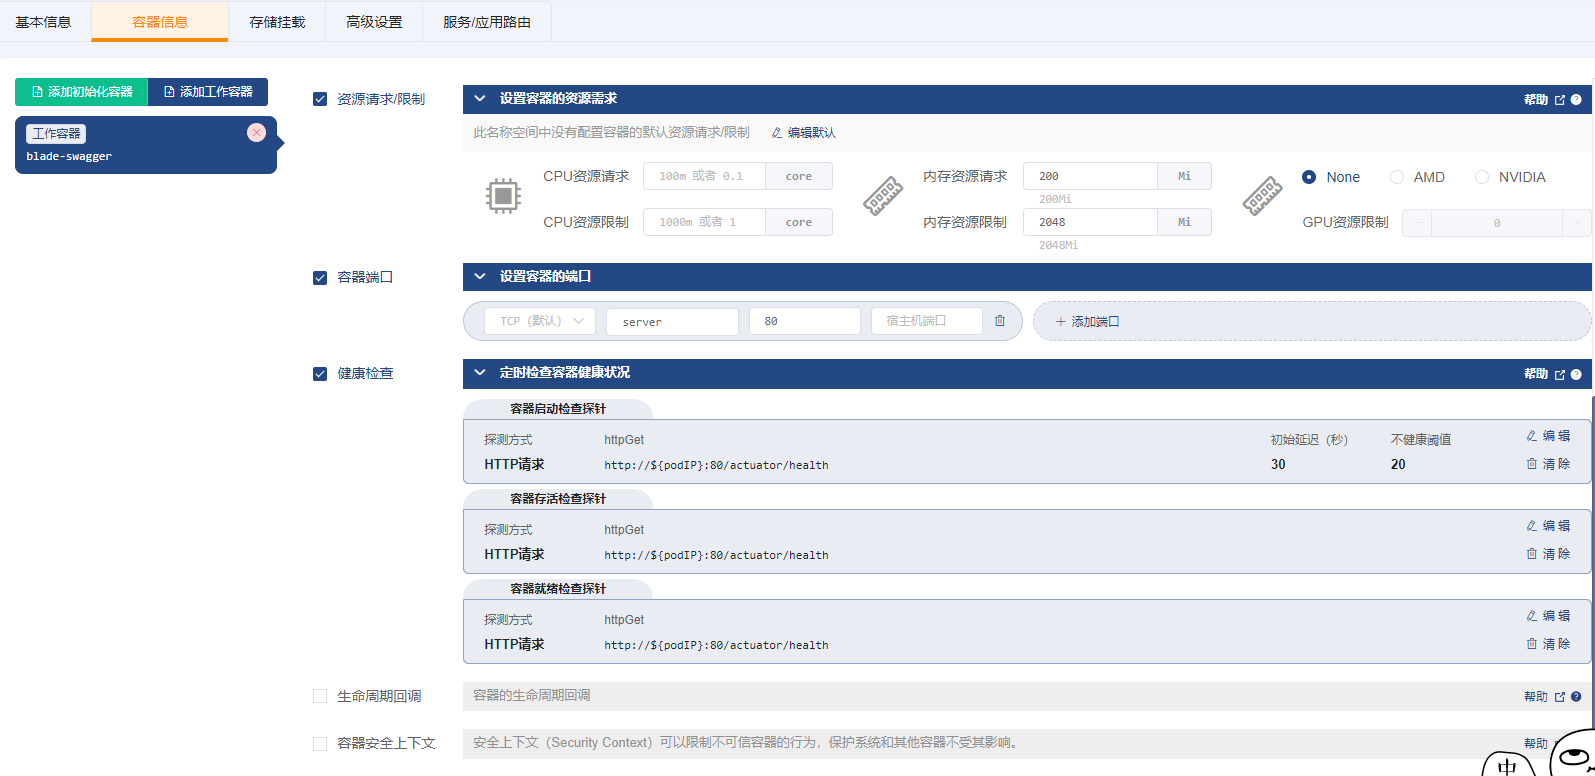 基本信息 容器信息 存储挂载 高级设置 服务/应用路由
添加初始化容器 添加工作容器
工作容器
blade-swagger
资源请求/限制 设置容器的资源需求 帮助
此名称空间中没有配置容器的默认资源请求/限制 编辑默认
CPU资源请求 100m 或者 0.1 core 内存资源请求 200 Mi None AMD NVIDIA
200Mi
CPU资源限制 1000m 或者 1 core 内存资源限制 2048 Mi GPU资源限制 0
2048Mi
容器端口 设置容器的端口
TCP（默认） server 80 宿主机端口 添加端口
健康检查 定时检查容器健康状况 帮助
容器启动检查探针
探测方式 httpGet 初始延迟（秒） 不健康阈值 编 辑
HTTP请求 http://${podIP}:80/actuator/health 30 20 清 除
容器存活检查探针
探测方式 httpGet 编 辑
HTTP请求 http://${podIP}:80/actuator/health 清 除
容器就绪检查探针
探测方式 httpGet 编 辑
HTTP请求 http://${podIP}:80/actuator/health 清 除
生命周期回调 容器的生命周期回调 帮助
容器安全上下文 安全上下文（Security Context）可以限制不可信容器的行为，保护系统和其他容器不受其影响。 帮助
中